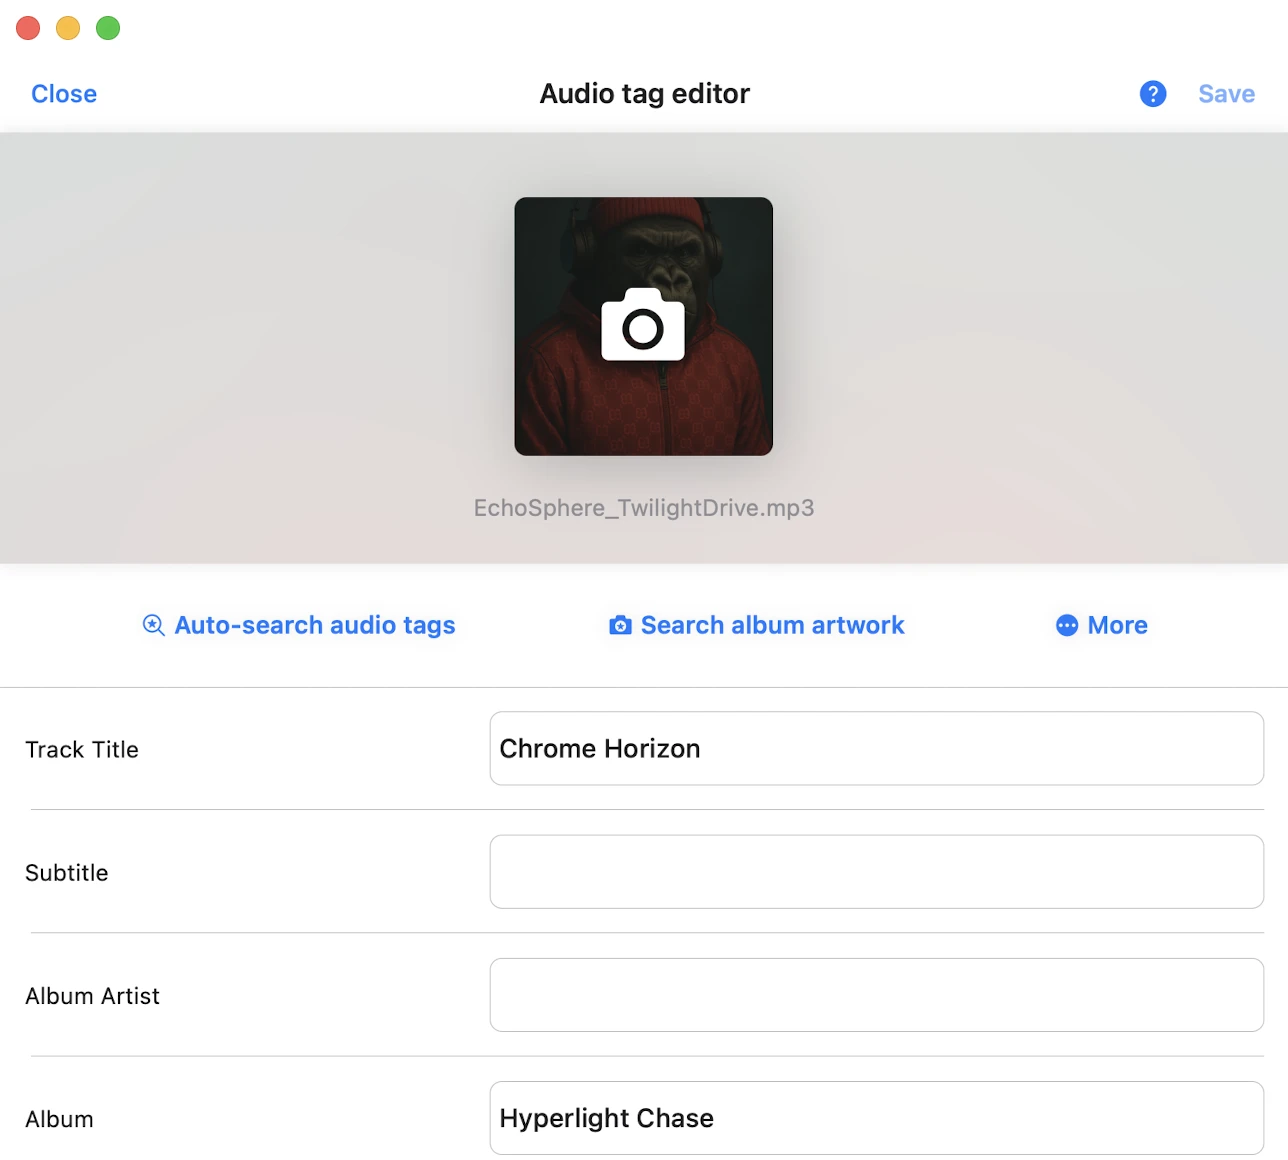 Close
Audio tag editor
?
Save
EchoSphere_TwilightDrive.mp3
Auto-search audio tags
Search album artwork
More
Track Title
Chrome Horizon
Subtitle
Album Artist
Album
Hyperlight Chase